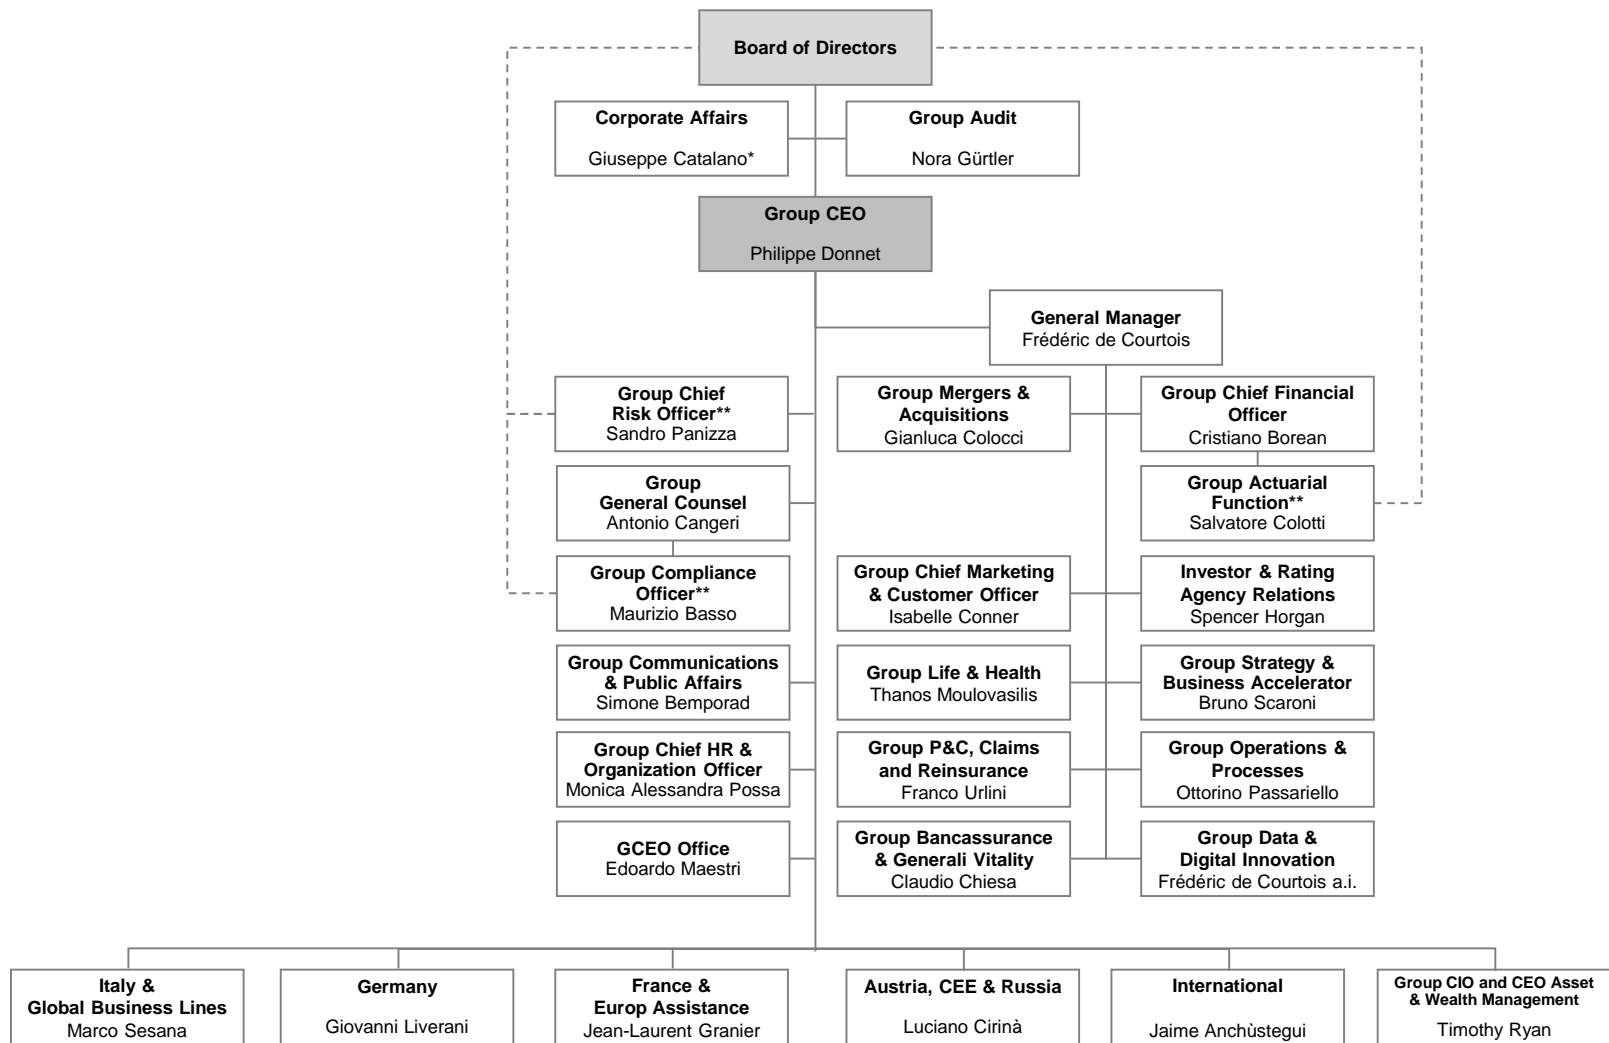 Board of Directors
Corporate Affairs
Giuseppe Catalano*
Group Audit
Nora Gürtler
Group CEO
Philippe Donnet
General Manager
Frédéric de Courtois
Group Chief
Risk Officer**
Sandro Panizza
Group Mergers &
Acquisitions
Gianluca Colocci
Group Chief Financial
Officer
Cristiano Borean
Group
General Counsel
Antonio Cangeri
Group Actuarial
Function**
Salvatore Colotti
Group Compliance
Officer**
Maurizio Basso
Group Chief Marketing
& Customer Officer
Isabelle Conner
Investor & Rating
Agency Relations
Spencer Horgan
Group Communications
& Public Affairs
Simone Bemporad
Group Life & Health
Thanos Moulovasilis
Group Strategy &
Business Accelerator
Bruno Scaroni
Group Chief HR &
Organization Officer
Monica Alessandra Possa
Group P&C, Claims
and Reinsurance
Franco Urlini
Group Operations &
Processes
Ottorino Passariello
GCEO Office
Edoardo Maestri
Group Bancassurance
& Generali Vitality
Claudio Chiesa
Group Data &
Digital Innovation
Frédéric de Courtois a.i.
Italy &
Global Business Lines
Marco Sesana
Germany
Giovanni Liverani
France &
Europ Assistance
Jean-Laurent Granier
Austria, CEE & Russia
Luciano Cirinà
International
Jaime Anchùstegui
Group CIO and CEO Asset
& Wealth Management
Timothy Ryan